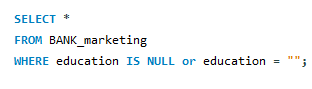 SELECT *
FROM BANK_marketing
WHERE education IS NULL or education = "";